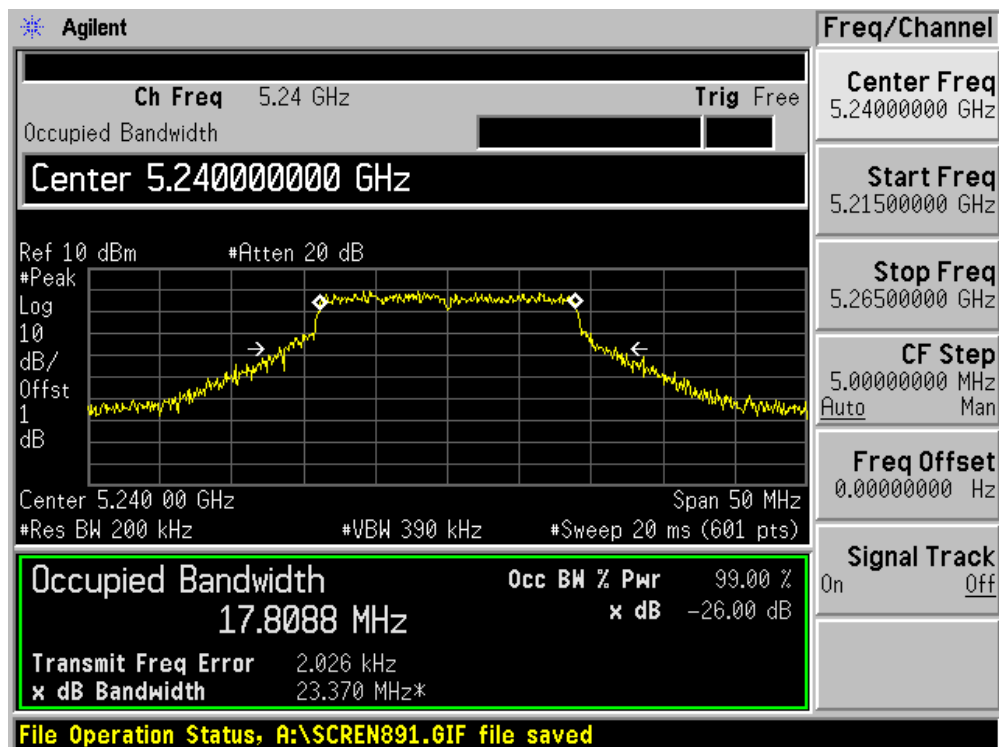 Agilent
Freq/Channel
Ch Freq 5.24 GHz Trig Free
Occupied Bandwidth
Center 5.240000000 GHz
Ref 10 dBm #Atten 20 dB
#Peak
Log
10
dB/
Offst
1
dB
Center 5.240 00 GHz Span 50 MHz
#Res BW 200 kHz #VBW 390 kHz #Sweep 20 ms (601 pts)
Occupied Bandwidth Occ BW % Pwr 99.00 %
17.8088 MHz x dB -26.00 dB
Transmit Freq Error 2.026 kHz
x dB Bandwidth 23.370 MHz*
Center Freq
5.24000000 GHz
Start Freq
5.21500000 GHz
Stop Freq
5.26500000 GHz
CF Step
5.00000000 MHz
Auto Man
Freq Offset
0.00000000 Hz
Signal Track
On Off
File Operation Status, A:\SCREN891.GIF file saved